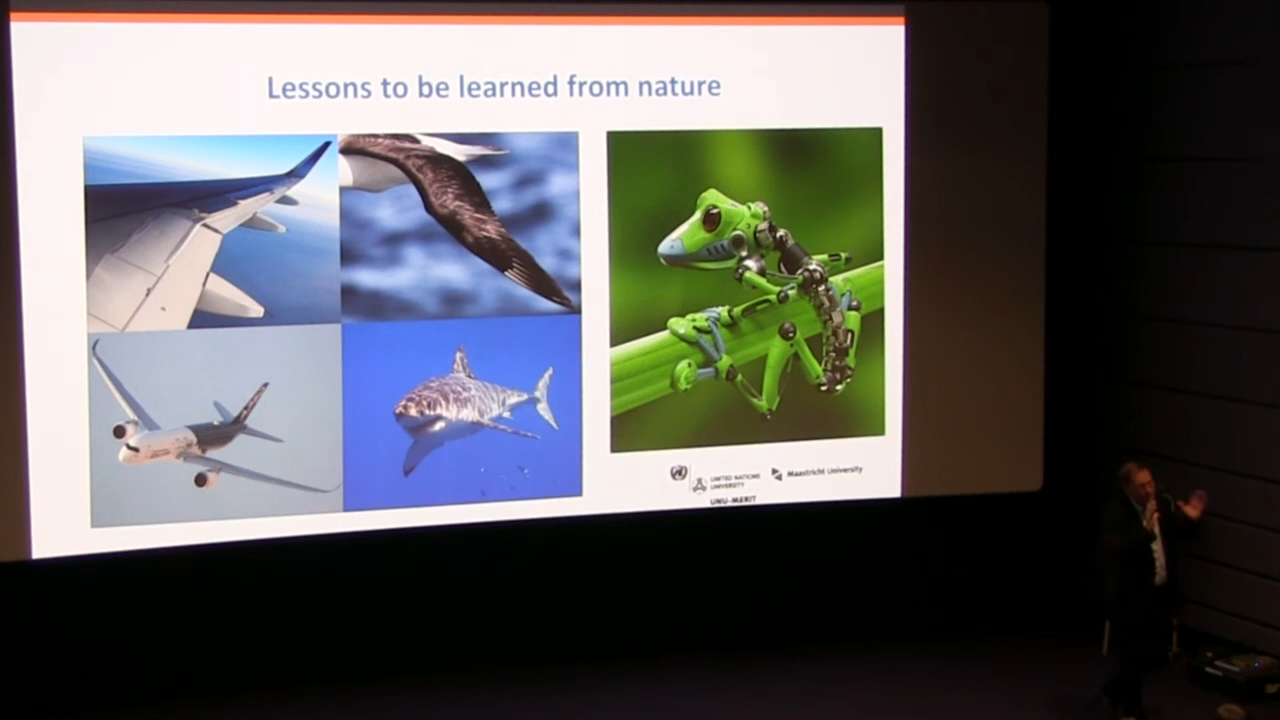 Lessons to be learned from nature
UNITED NATIONS
UNIVERSITY
UNU-MERIT
Maastricht University